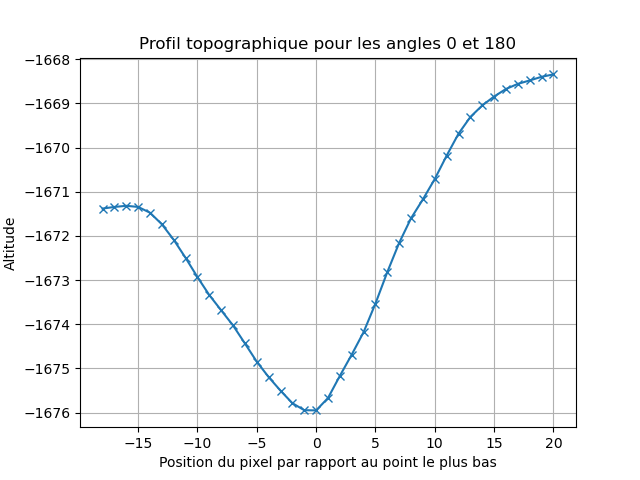 Profil topographique pour les angles 0 et 180
−1668
−1669
−1670
−1671
−1672
−1673
−1674
−1675
−1676
Altitude
−15 −10 −5 0 5 10 15 20
Position du pixel par rapport au point le plus bas